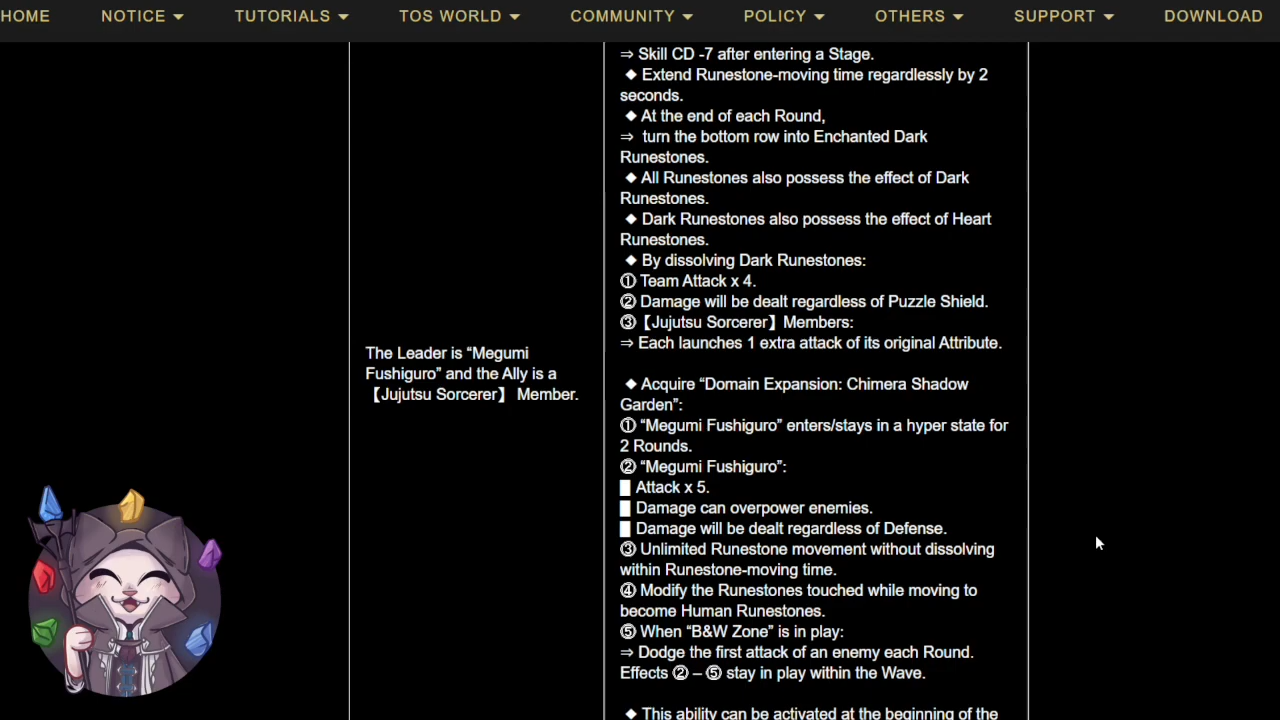 HOME NOTICE TUTORIALS TOS WORLD COMMUNITY POLICY OTHERS SUPPORT DOWNLOAD
The Leader is “Megumi
Fushiguro” and the Ally is a
【Jujutsu Sorcerer】 Member.
⇒ Skill CD -7 after entering a Stage.
◆ Extend Runestone-moving time regardlessly by 2
seconds.
◆ At the end of each Round,
⇒ turn the bottom row into Enchanted Dark
Runestones.
◆ All Runestones also possess the effect of Dark
Runestones.
◆ Dark Runestones also possess the effect of Heart
Runestones.
◆ By dissolving Dark Runestones:
① Team Attack x 4.
② Damage will be dealt regardless of Puzzle Shield.
③【Jujutsu Sorcerer】Members:
⇒ Each launches 1 extra attack of its original Attribute.
◆ Acquire “Domain Expansion: Chimera Shadow
Garden”:
① “Megumi Fushiguro” enters/stays in a hyper state for
2 Rounds.
② “Megumi Fushiguro”:
█ Attack x 5.
█ Damage can overpower enemies.
█ Damage will be dealt regardless of Defense.
③ Unlimited Runestone movement without dissolving
within Runestone-moving time.
④ Modify the Runestones touched while moving to
become Human Runestones.
⑤ When “B&W Zone” is in play:
⇒ Dodge the first attack of an enemy each Round.
Effects ② – ⑤ stay in play within the Wave.
◆ This ability can be activated at the beginning of the